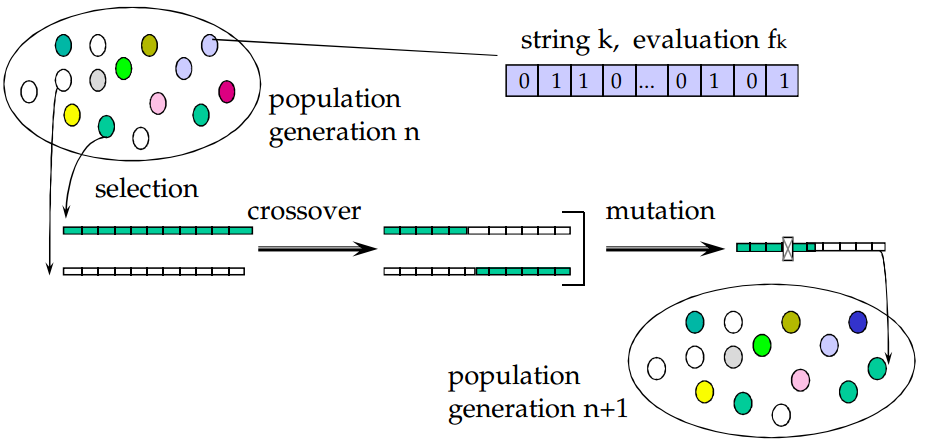 string k, evaluation fk
0 1 1 0 ... 0 1 0 1
population
generation n
selection
crossover
mutation
population
generation n+1